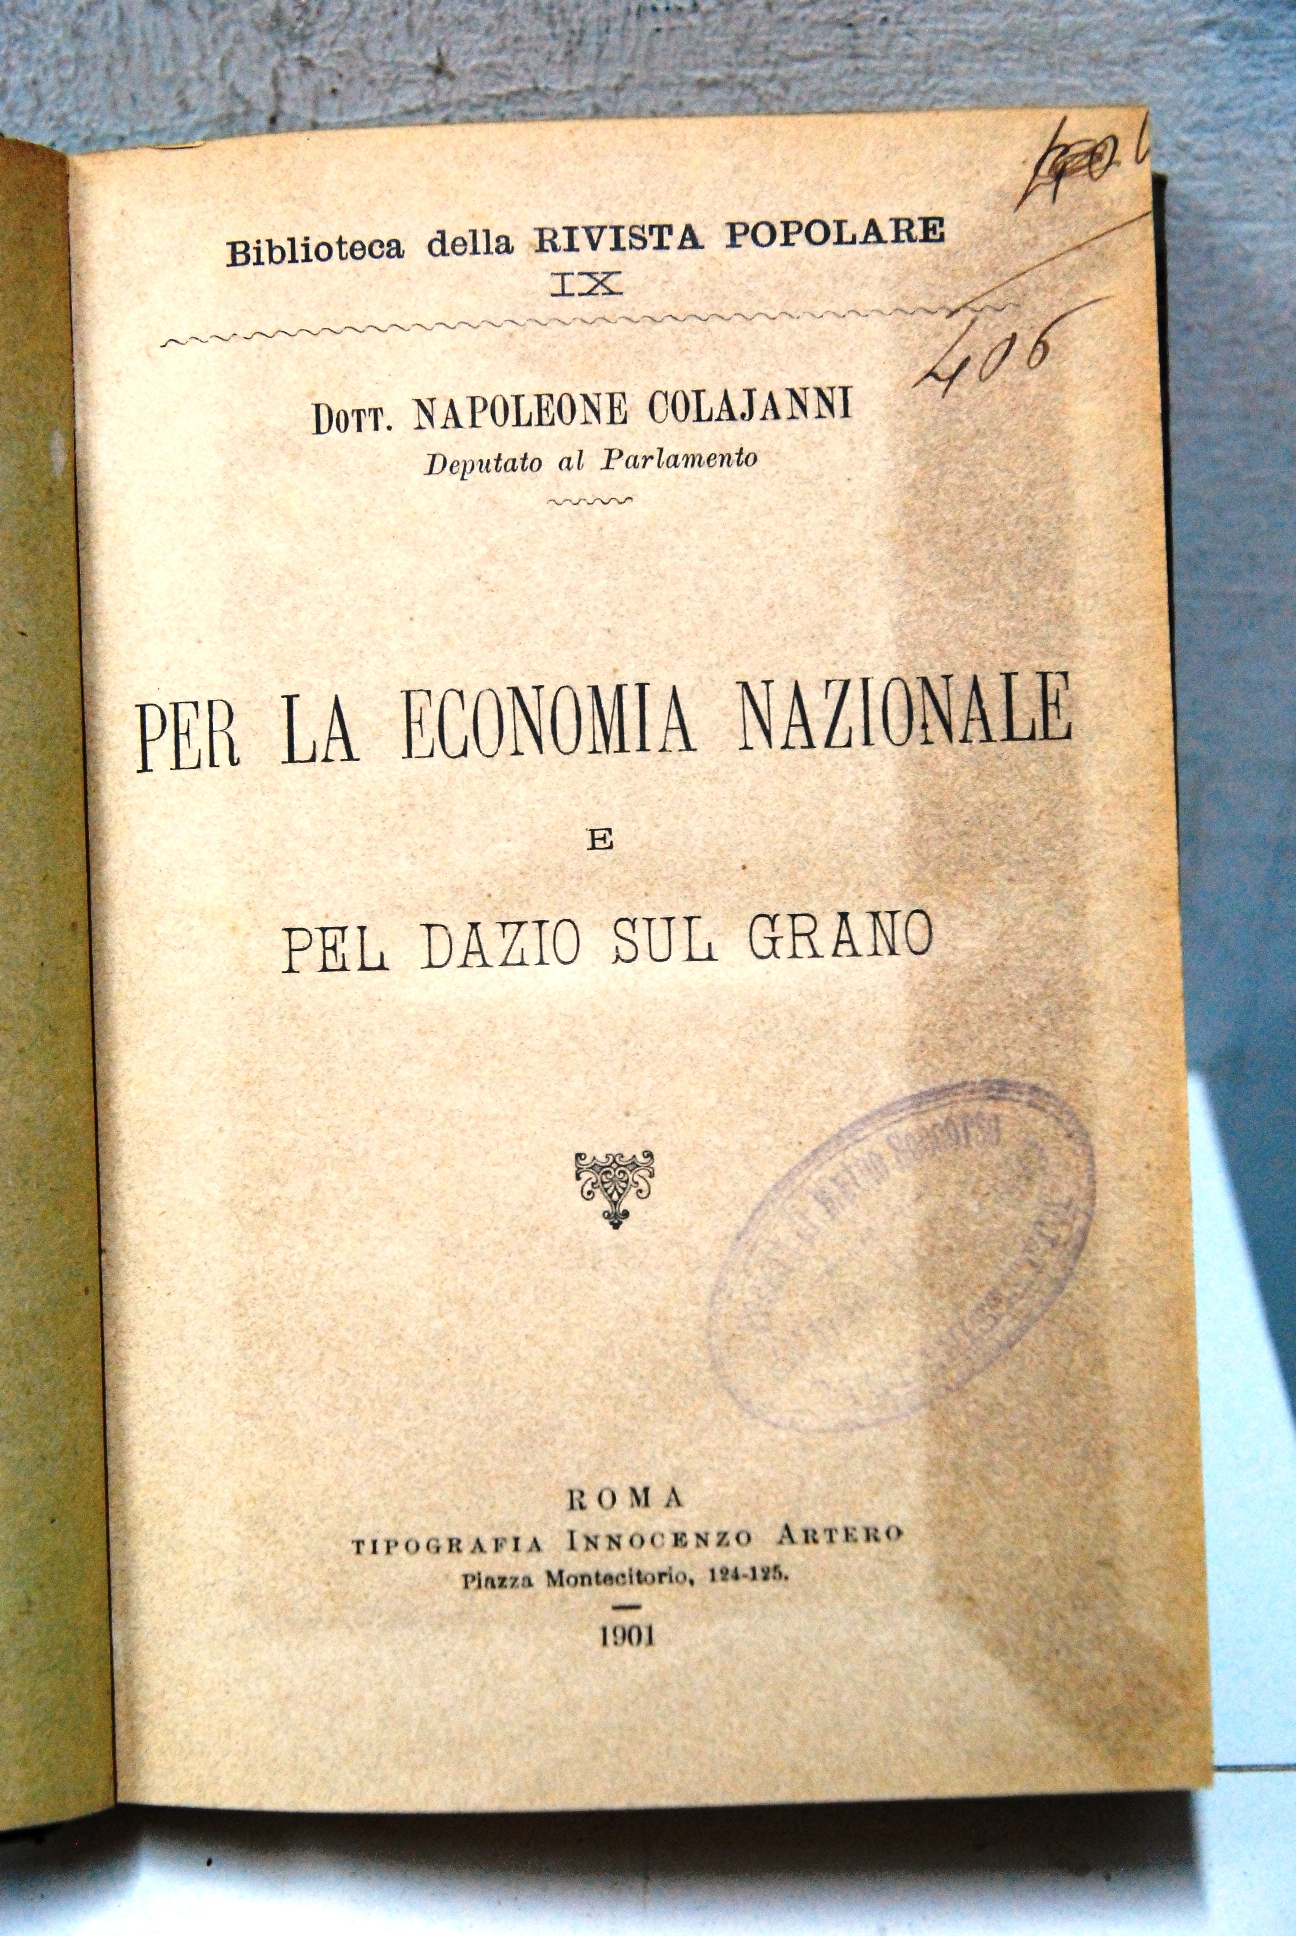 Biblioteca della RIVISTA POPOLARE
IX
406
Dott. NAPOLEONE COLAJANNI
Deputato al Parlamento
PER LA ECONOMIA NAZIONALE
E
PEL DAZIO SUL GRANO
ROMA
TIPOGRAFIA INNOCENZO ARTERO
Piazza Montecitorio, 124-125.
1901